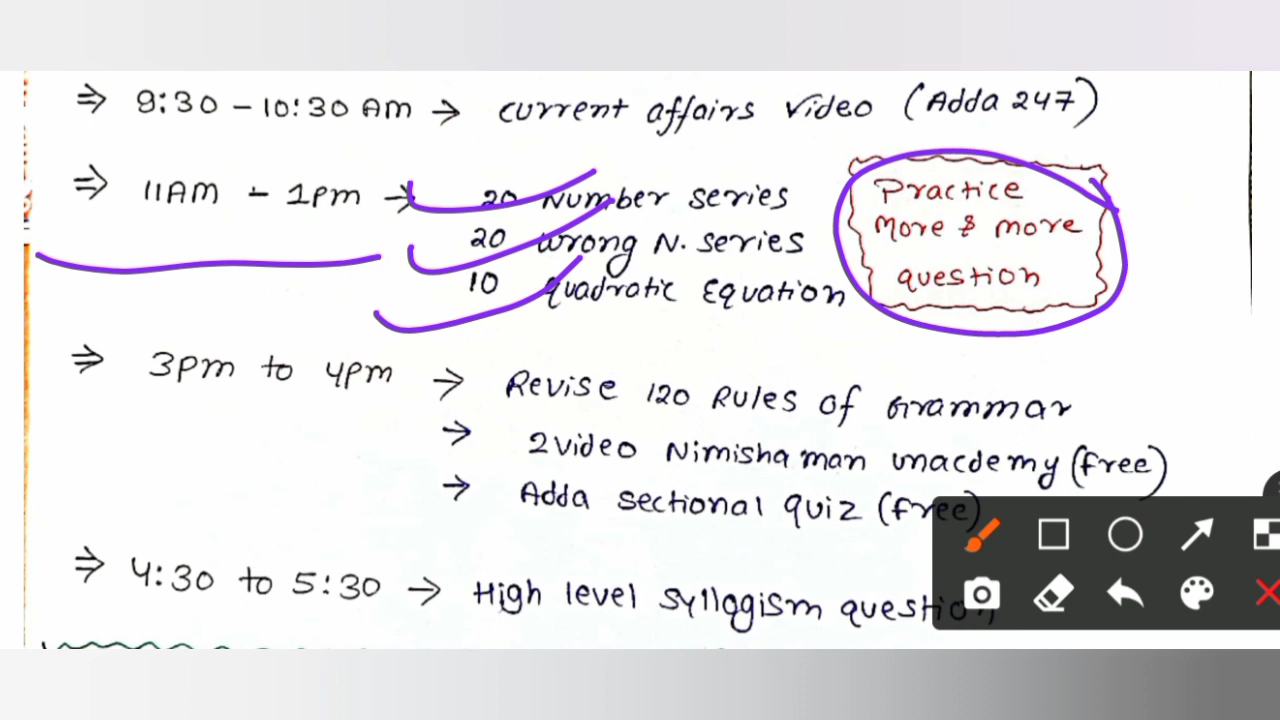 ⇒ 9:30 - 10:30 AM → current affairs video (Adda 247)
⇒ 11AM - 1pm → 20 Number series
20 wrong N. series
10 quadratic Equation
Practice
More & more
question
⇒ 3pm to 4pm → Revise 120 Rules of Grammar
→ 2video Nimisha mam unacdemy (free)
→ Adda sectional quiz (free)
⇒ 4:30 to 5:30 → High level syllogism question